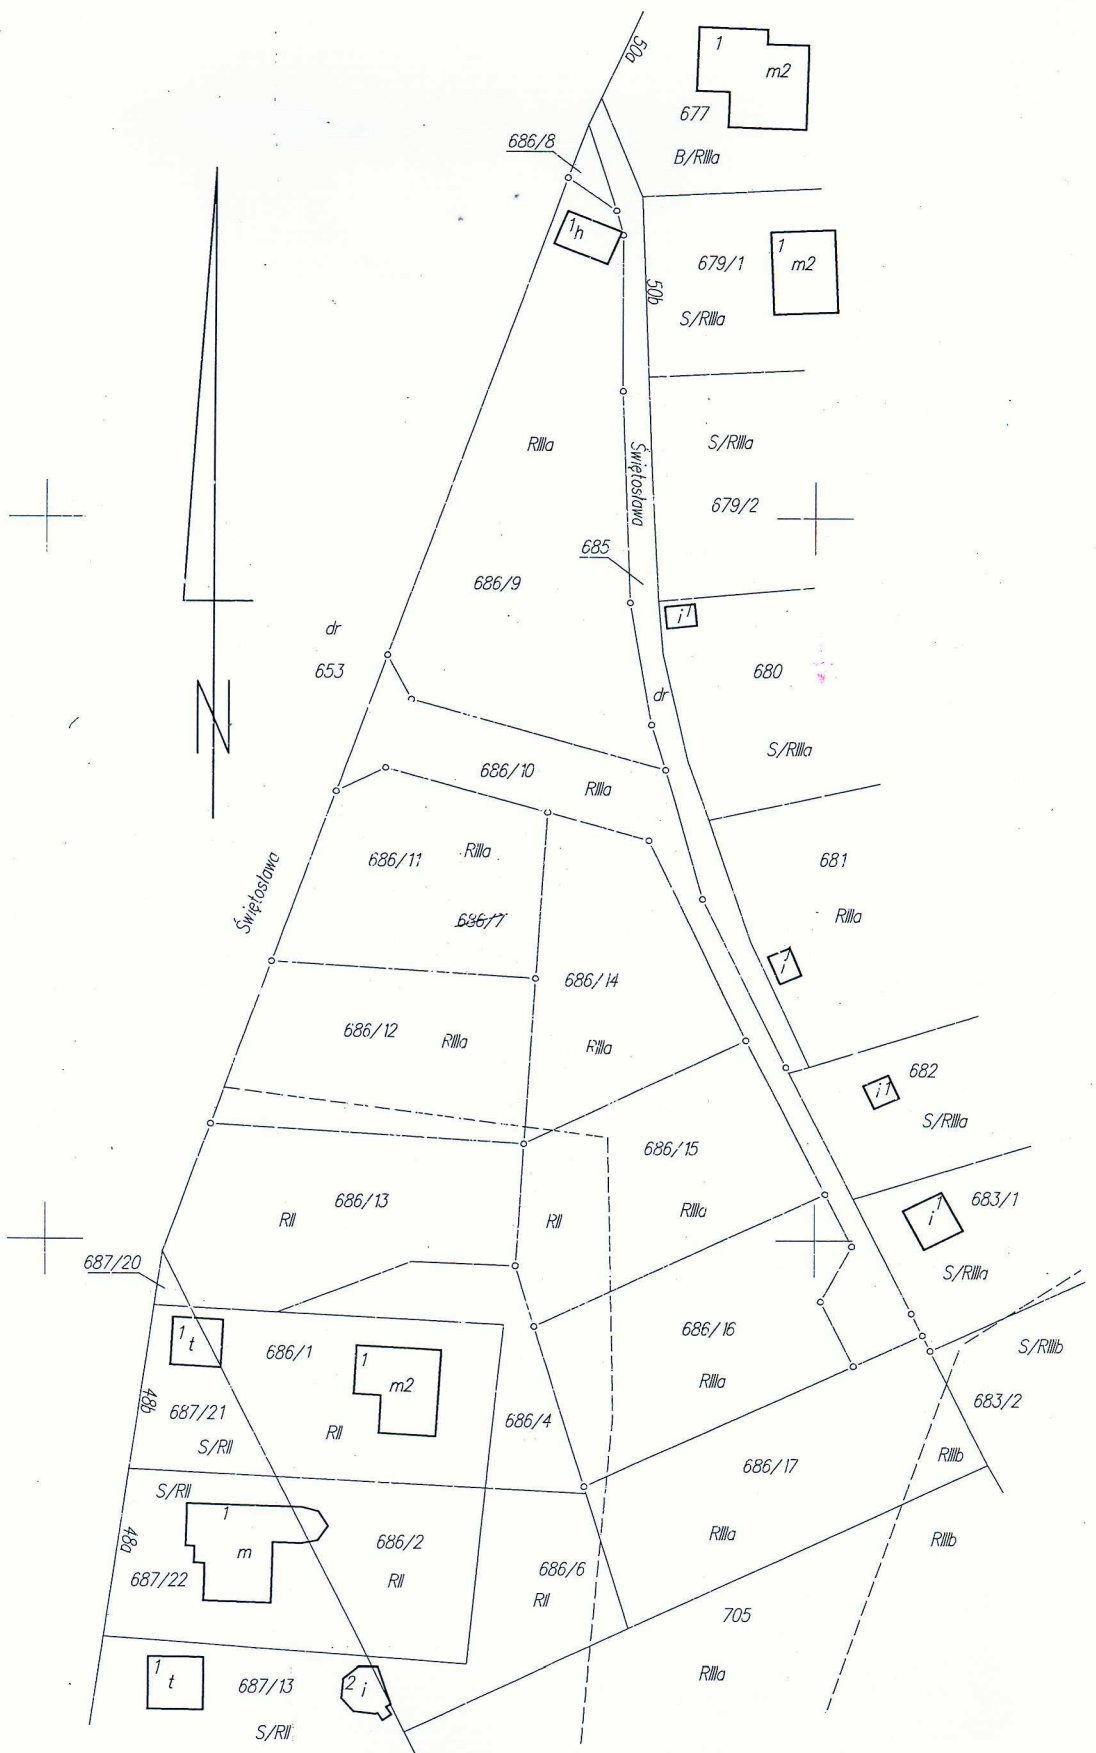 50a
1
m2
677
B/RIIIa
686/8
1h
679/1
1
m2
50b
S/RIIIa
RIIIa
Świętosława
S/RIIIa
679/2
685
686/9
i1
dr
653
680
dr
N
S/RIIIa
686/10
RIIIa
681
686/11
RIIIa
Świętosława
RIIIa
686/7
i1
686/14
686/12
RIIIa
RIIIa
682
i1
S/RIIIa
686/15
686/13
RII
RII
RIIIa
683/1
i1
687/20
S/RIIIa
1
t
686/1
686/16
S/RIIIb
1
m2
RIIIa
48b
687/21
686/4
683/2
S/RII
RII
RIIIb
686/17
S/RII
1
48a
m
686/2
RIIIa
RIIIb
687/22
RII
686/6
RII
705
1
t
687/13
2 i
RIIIa
S/RII